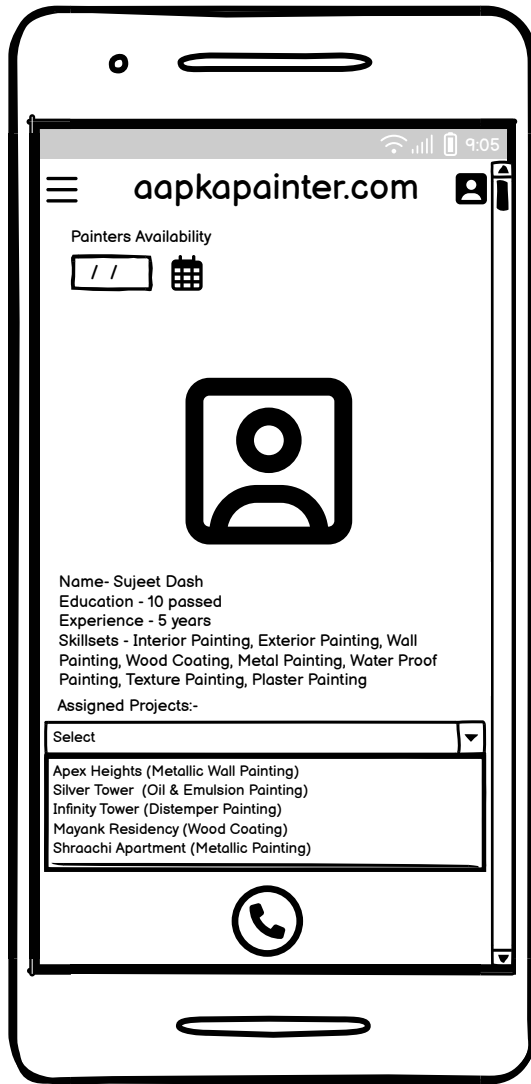 9:05
aapkapainter.com
Painters Availability
/ /
Name- Sujeet Dash
Education - 10 passed
Experience - 5 years
Skillsets - Interior Painting, Exterior Painting, Wall
Painting, Wood Coating, Metal Painting, Water Proof
Painting, Texture Painting, Plaster Painting
Assigned Projects:-
Select
Apex Heights (Metallic Wall Painting)
Silver Tower (Oil & Emulsion Painting)
Infinity Tower (Distemper Painting)
Mayank Residency (Wood Coating)
Shraachi Apartment (Metallic Painting)